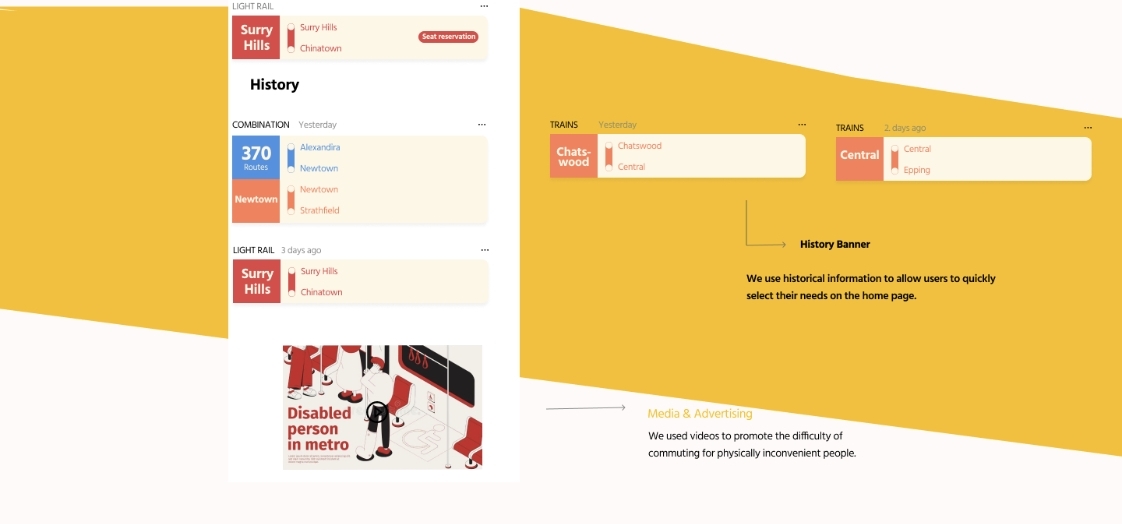 LIGHT RAIL
...
Surry
Hills
Surry Hills
Chinatown
Seat reservation
History
COMBINATION Yesterday
...
370
Routes
Alexandira
Newtown
Newtown
Newtown
Strathfield
LIGHT RAIL 3 days ago
...
Surry
Hills
Surry Hills
Chinatown
Disabled
person
in metro
TRAINS Yesterday
...
Chats-
wood
Chatswood
Central
TRAINS 2. days ago
...
Central
Central
Epping
History Banner
We use historical information to allow users to quickly
select their needs on the home page.
Media & Advertising
We used videos to promote the difficulty of
commuting for physically inconvenient people.